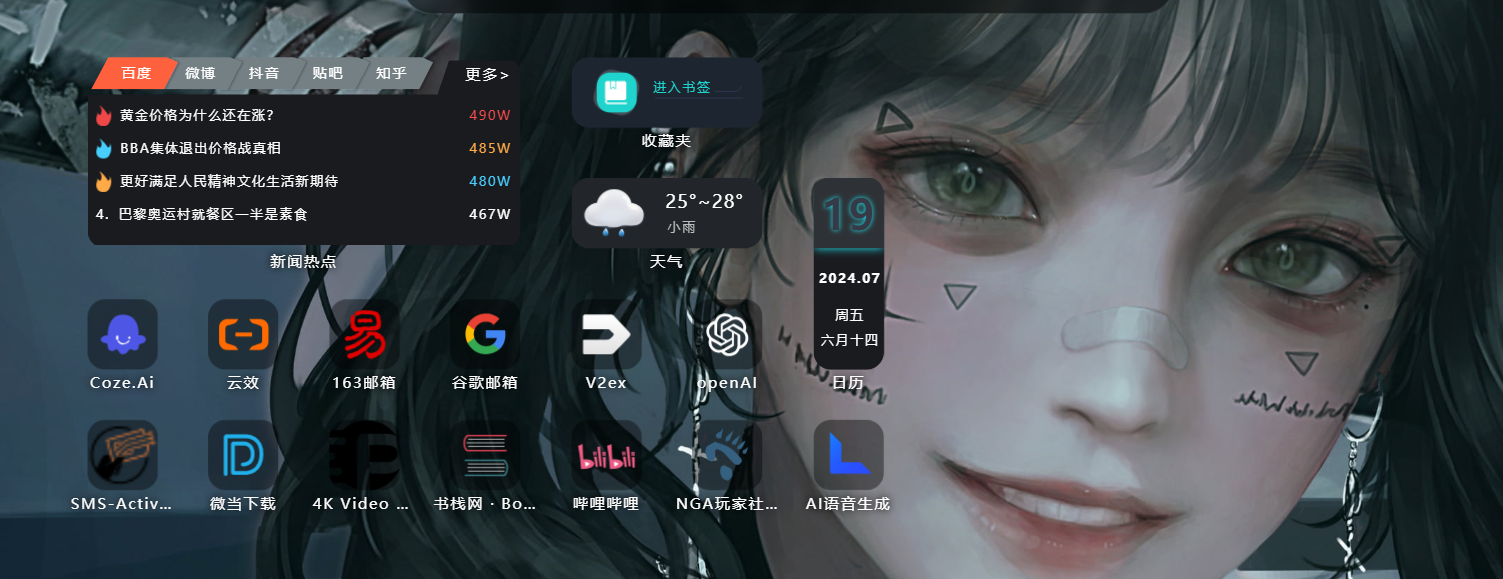 百度 微博 抖音 贴吧 知乎 更多>
黄金价格为什么还在涨? 490W
BBA集体退出价格战真相 485W
更好满足人民精神文化生活新期待 480W
4. 巴黎奥运村就餐区一半是素食 467W
新闻热点
进入书签
收藏夹
25°~28°
小雨
天气
19
2024.07
周五
六月十四
日历
易
Coze.Ai 云效 163邮箱 谷歌邮箱 V2ex openAI
bilibili
SMS-Activ... 微当下载 4K Video ... 书栈网 · Bo... 哔哩哔哩 NGA玩家社... AI语音生成